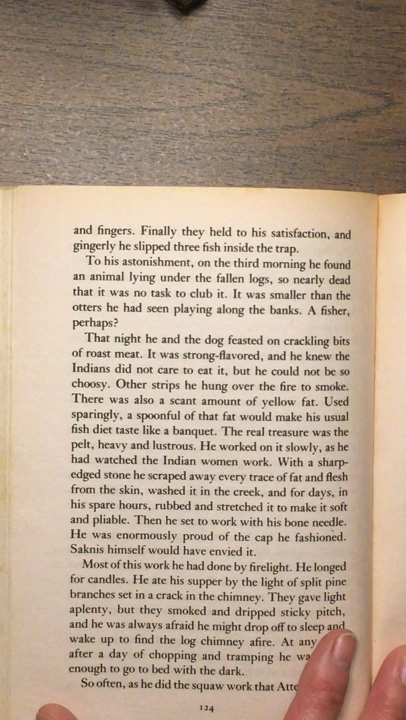 and fingers. Finally they held to his satisfaction, and
gingerly he slipped three fish inside the trap.
To his astonishment, on the third morning he found
an animal lying under the fallen logs, so nearly dead
that it was no task to club it. It was smaller than the
otters he had seen playing along the banks. A fisher,
perhaps?
That night he and the dog feasted on crackling bits
of roast meat. It was strong-flavored, and he knew the
Indians did not care to eat it, but he could not be so
choosy. Other strips he hung over the fire to smoke.
There was also a scant amount of yellow fat. Used
sparingly, a spoonful of that fat would make his usual
fish diet taste like a banquet. The real treasure was the
pelt, heavy and lustrous. He worked on it slowly, as he
had watched the Indian women work. With a sharp-
edged stone he scraped away every trace of fat and flesh
from the skin, washed it in the creek, and for days, in
his spare hours, rubbed and stretched it to make it soft
and pliable. Then he set to work with his bone needle.
He was enormously proud of the cap he fashioned.
Saknis himself would have envied it.
Most of this work he had done by firelight. He longed
for candles. He ate his supper by the light of split pine
branches set in a crack in the chimney. They gave light
aplenty, but they smoked and dripped sticky pitch,
and he was always afraid he might drop off to sleep and
wake up to find the log chimney afire. At any
after a day of chopping and tramping he
enough to go to bed with the dark.
So often, as he did the squaw work that
124